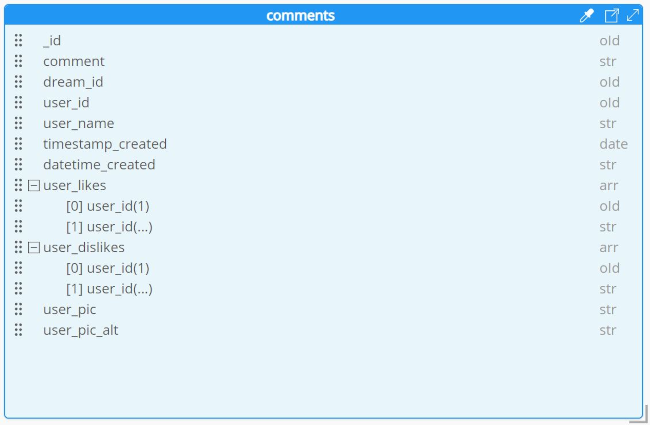 comments
_id oId
comment str
dream_id oId
user_id oId
user_name str
timestamp_created date
datetime_created str
user_likes arr
[0] user_id(1) oId
[1] user_id(...) str
user_dislikes arr
[0] user_id(1) oId
[1] user_id(...) str
user_pic str
user_pic_alt str